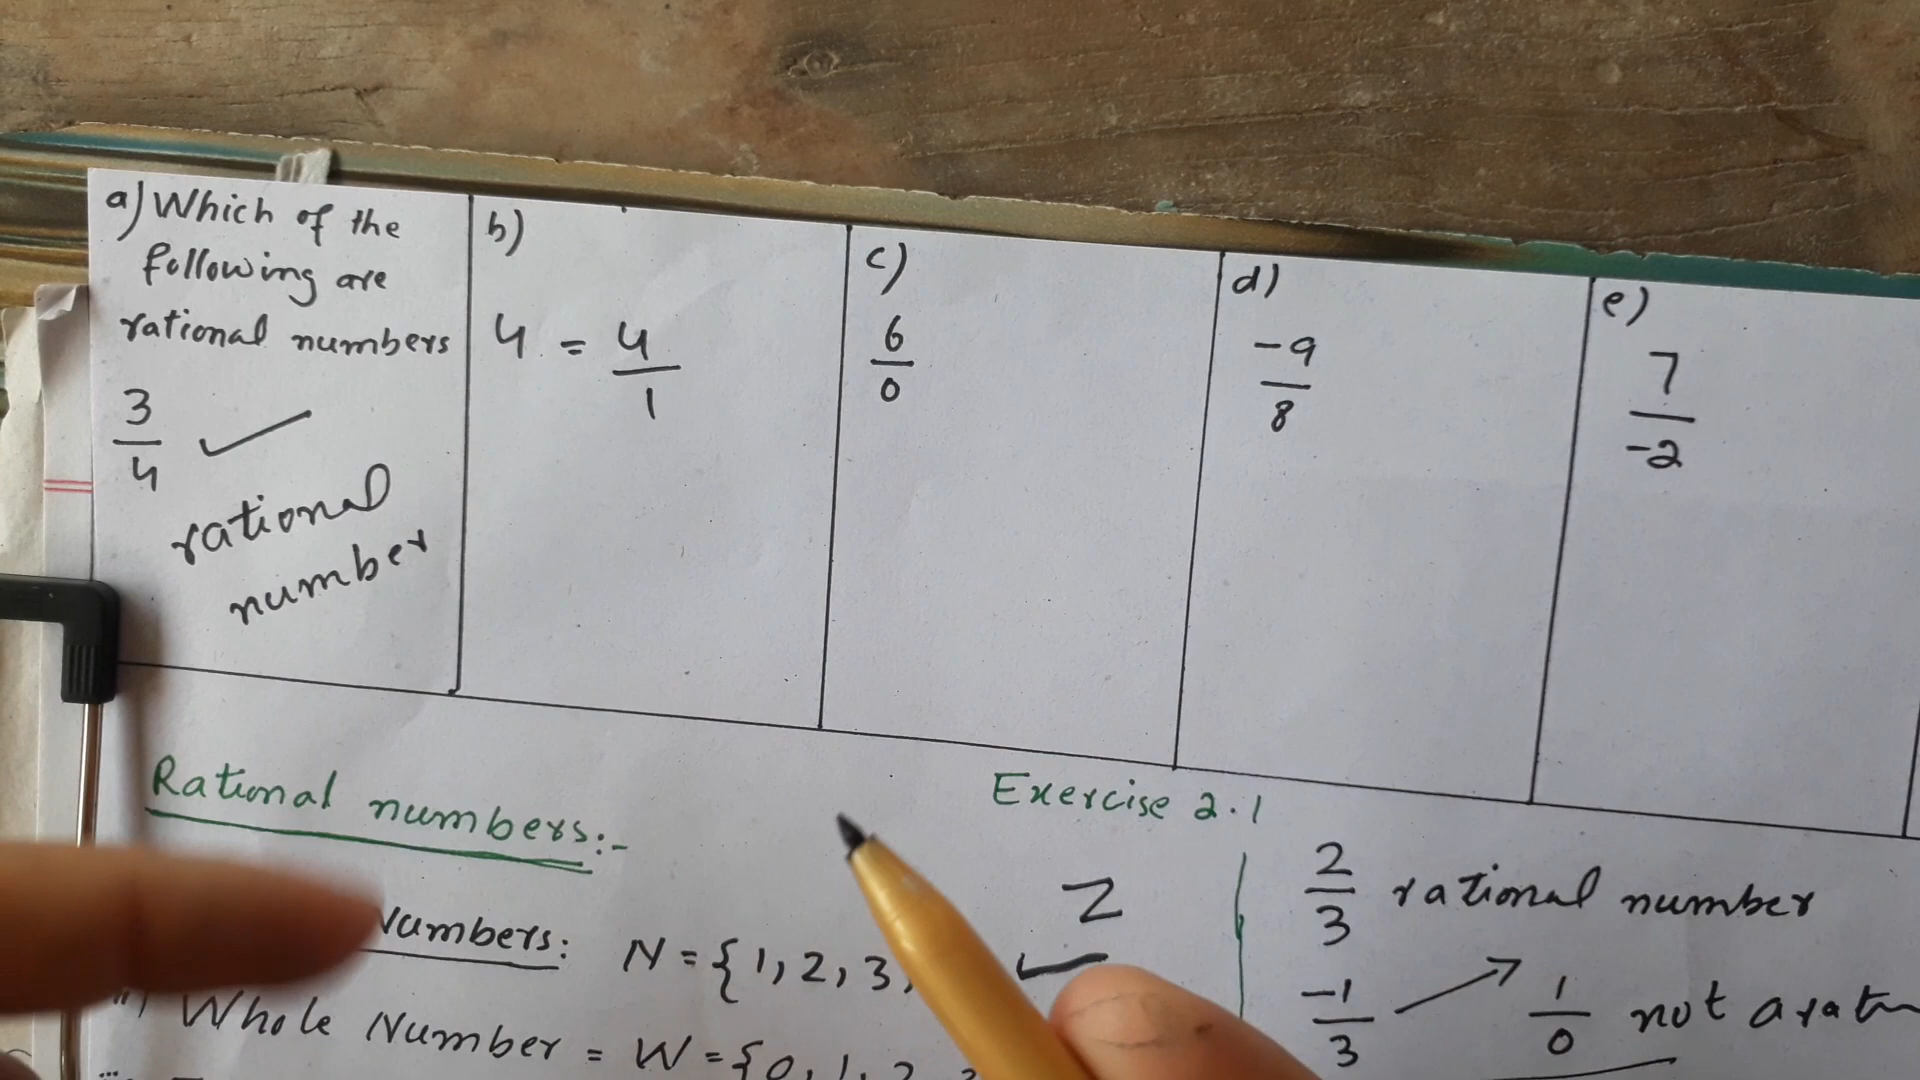 a) Which of the
following are
rational numbers
3/4 ✓
rational
number
b)
4 = 4/1
c)
6/0
d)
-9/8
e)
7/-2
Rational numbers:-
Exercise 2.1
Numbers: N = {1, 2, 3,
Z ✓
Whole Number = W = {0, 1, 2
2/3 rational number
-1/3 → 1/0 not a